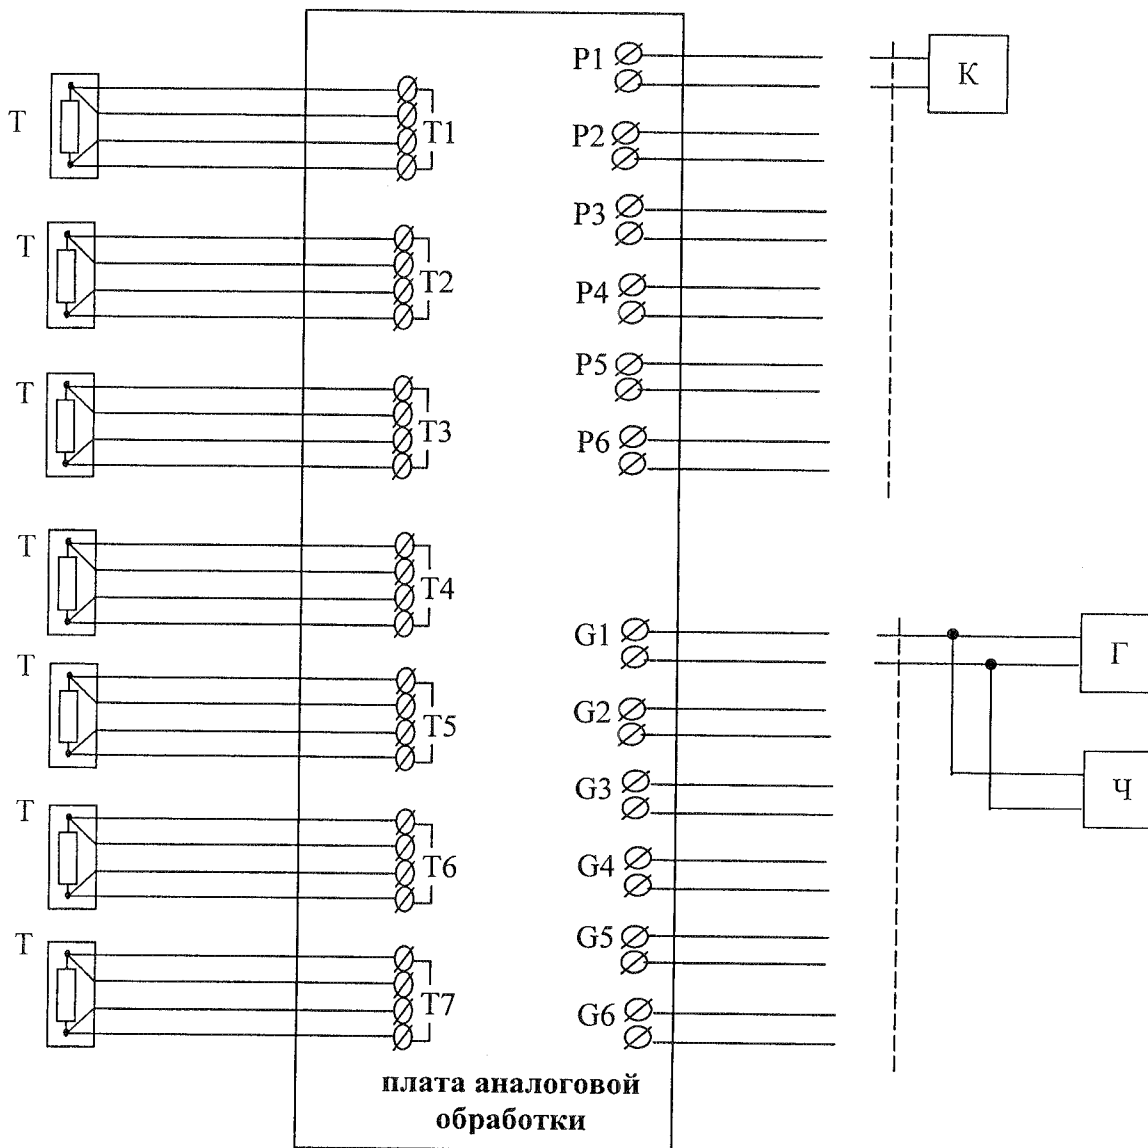 P1
К
Т
T1
P2
P3
Т
T2
P4
P5
Т
T3
P6
Т
T4
G1
Г
Т
T5
G2
G3
Ч
Т
T6
G4
G5
Т
T7
G6
плата аналоговой
обработки